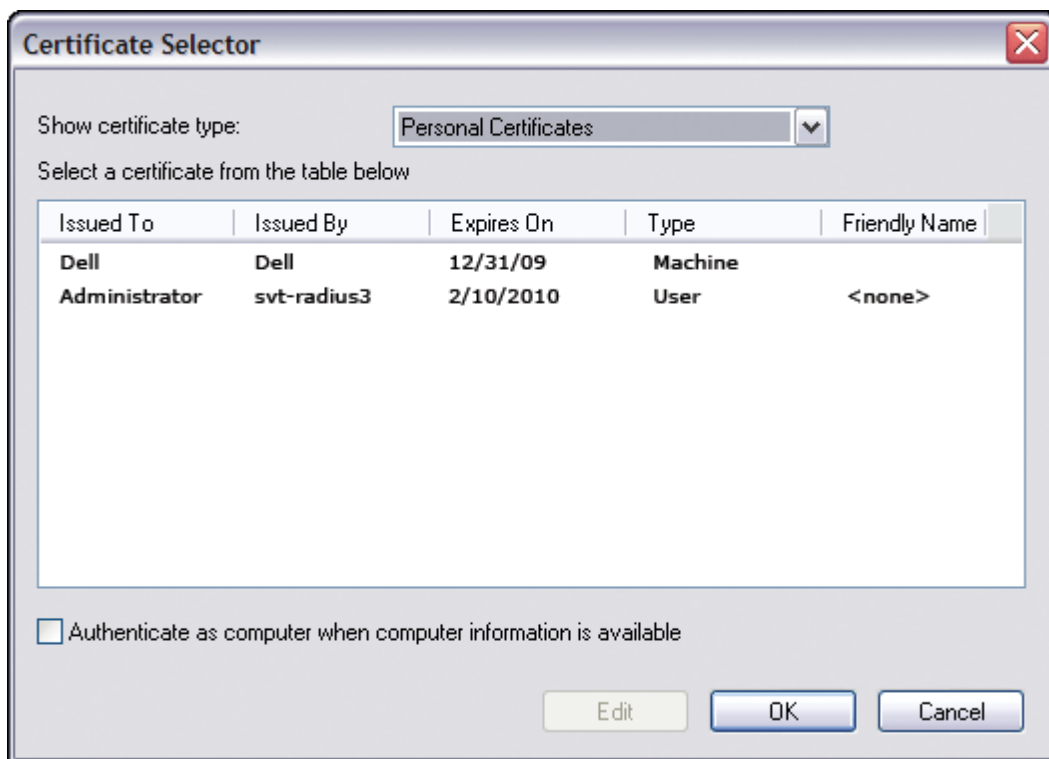 Certificate Selector
Show certificate type: Personal Certificates
Select a certificate from the table below
Issued To Issued By Expires On Type Friendly Name
Dell Dell 12/31/09 Machine
Administrator svt-radius3 2/10/2010 User <none>
Authenticate as computer when computer information is available
Edit OK Cancel